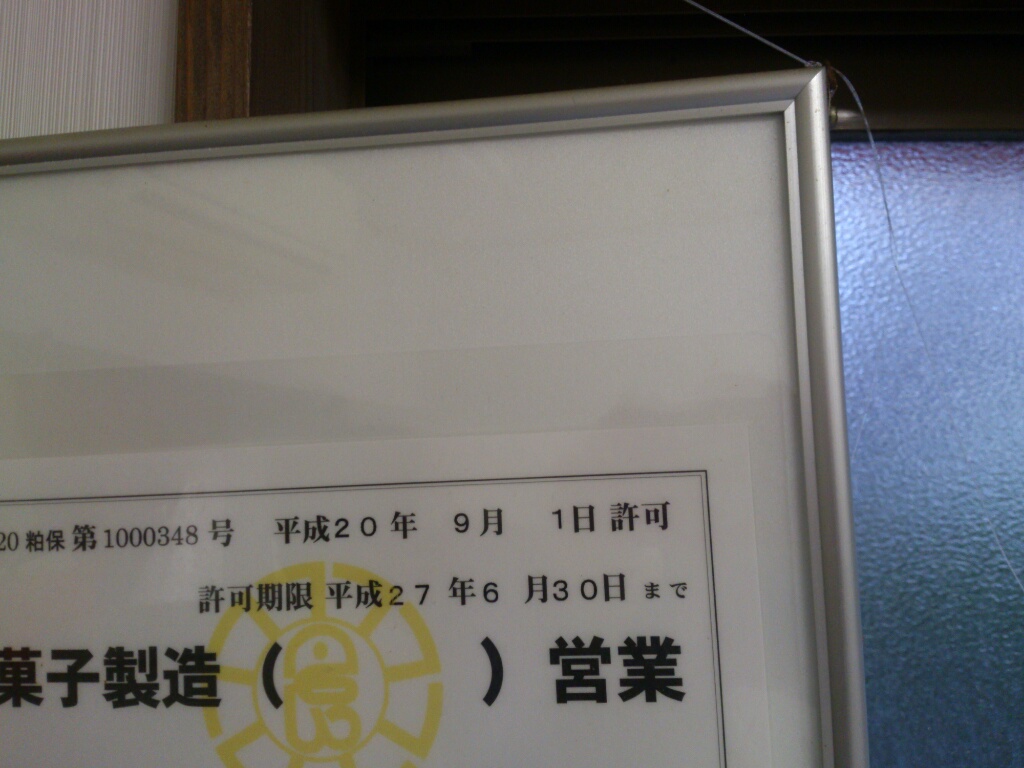 20 粕保 第1000348 号 平成20年 9月 1日 許可
許可期限 平成27年6月30日 まで
菓子製造( )営業